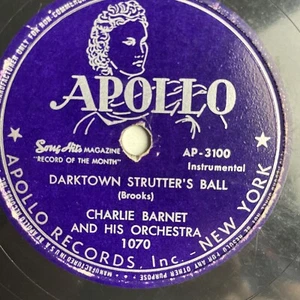 APOLLO
Song Hits MAGAZINE
"RECORD OF THE MONTH"
AP-3100
Instrumental
DARKTOWN STRUTTER'S BALL
(Brooks)
CHARLIE BARNET
AND HIS ORCHESTRA
1070
★ APOLLO RECORDS, Inc. – NEW YORK ★